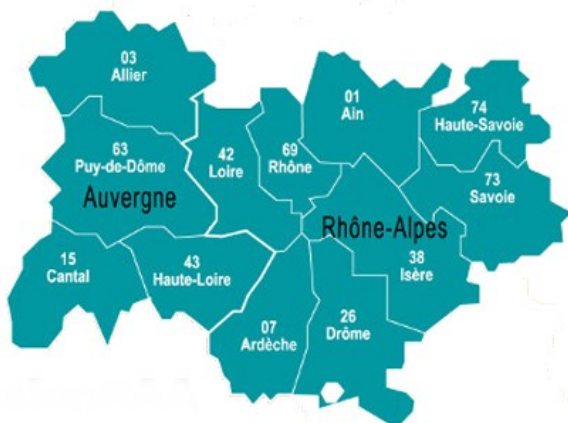 03
Allier
01
Ain
74
Haute-Savoie
63
Puy-de-Dôme
42
Loire
69
Rhône
73
Savoie
Auvergne
Rhône-Alpes
15
Cantal
43
Haute-Loire
38
Isère
07
Ardèche
26
Drôme